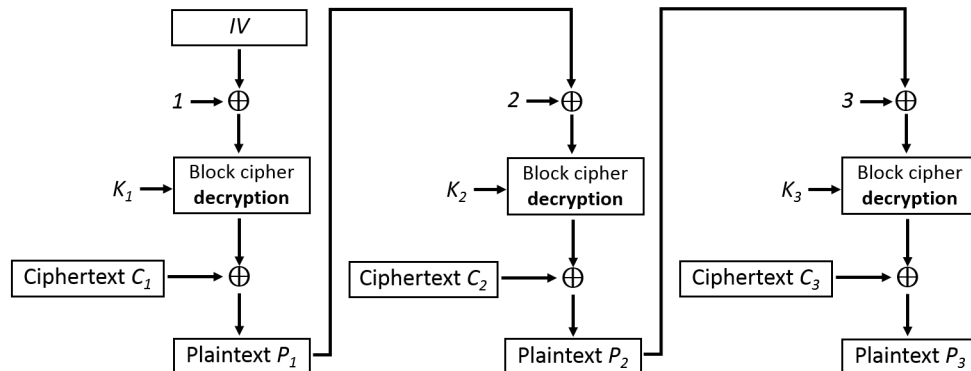 IV
1
2
3
Block cipher
decryption
Block cipher
decryption
Block cipher
decryption
K₁
K₂
K₃
Ciphertext C₁
Ciphertext C₂
Ciphertext C₃
Plaintext P₁
Plaintext P₂
Plaintext P₃